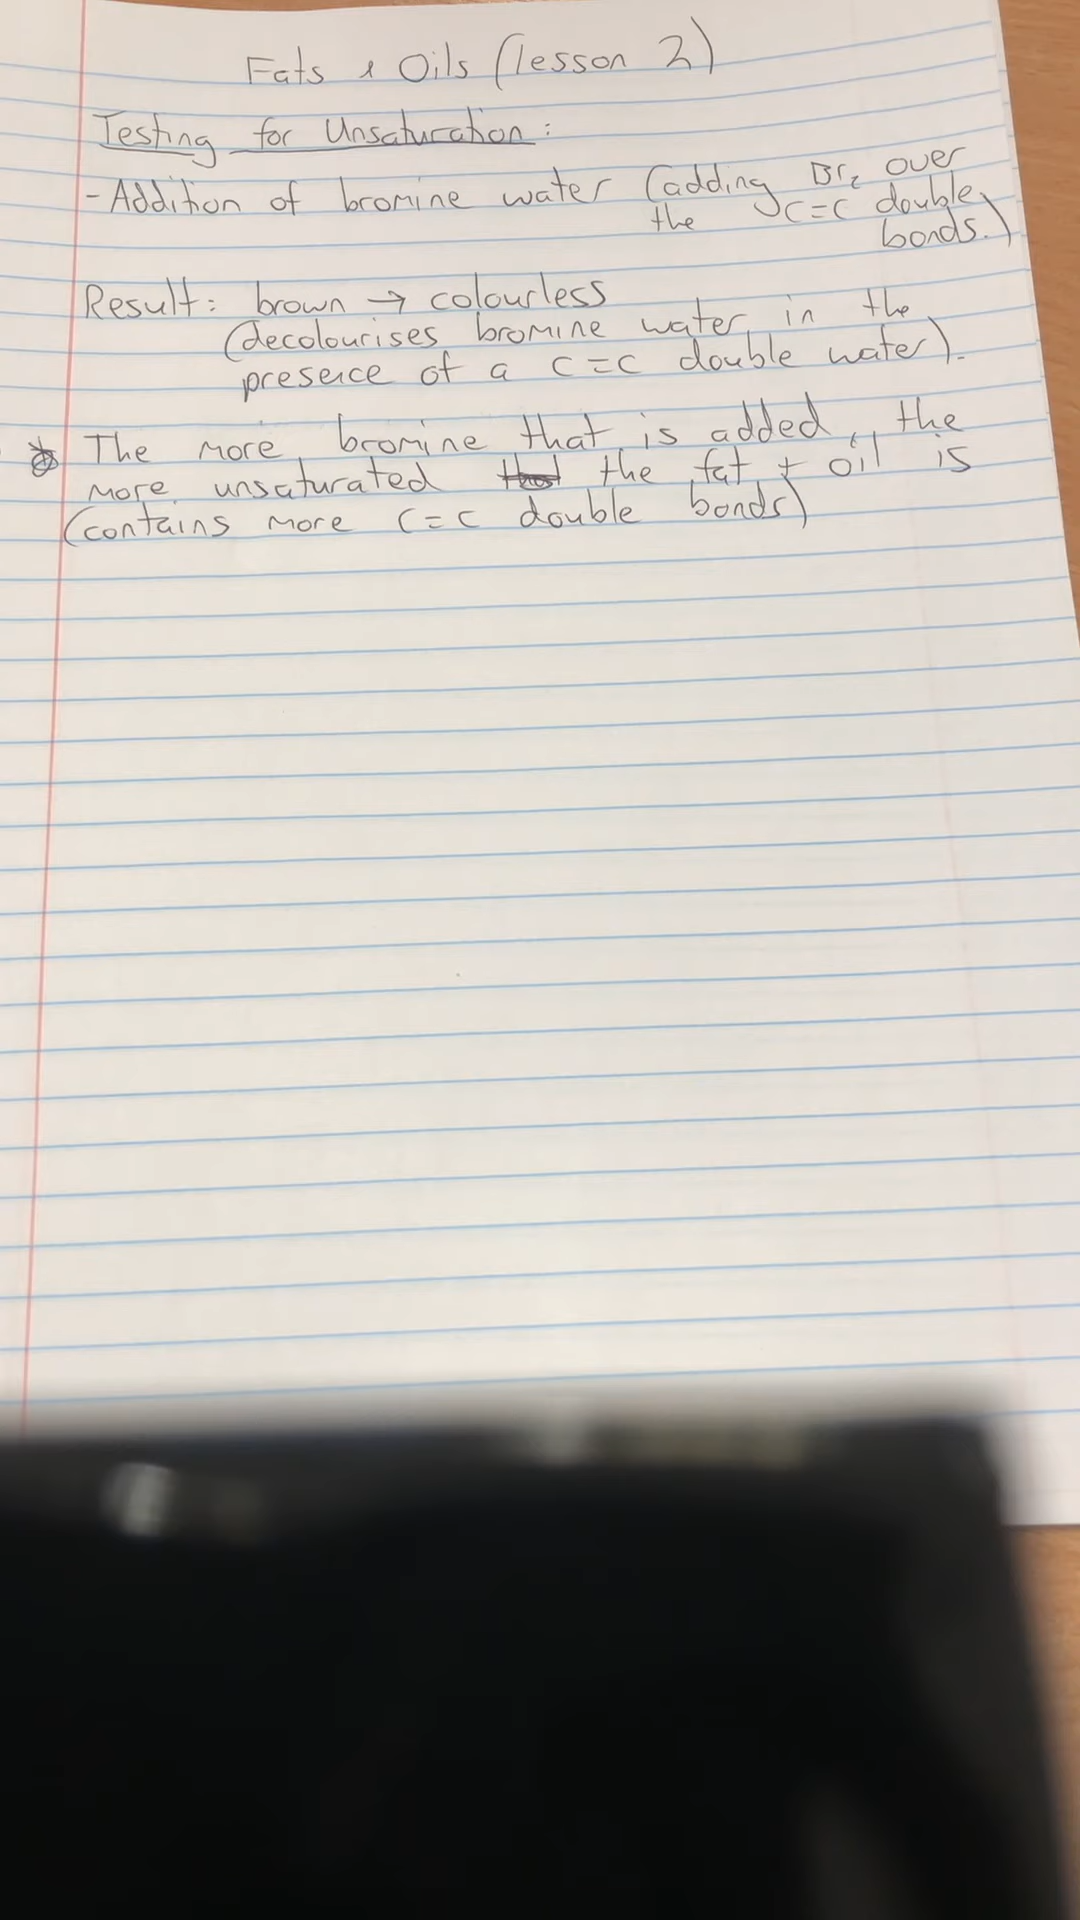 Fats & Oils (lesson 2)
Testing for Unsaturation:
- Addition of bromine water (adding Br₂ over
the C=C double
bonds.)
Result: brown → colourless
(decolourises bromine water in the
presence of a C=C double water).
* The more bromine that is added, the
more unsaturated the fat + oil is
(contains more C=C double bonds)